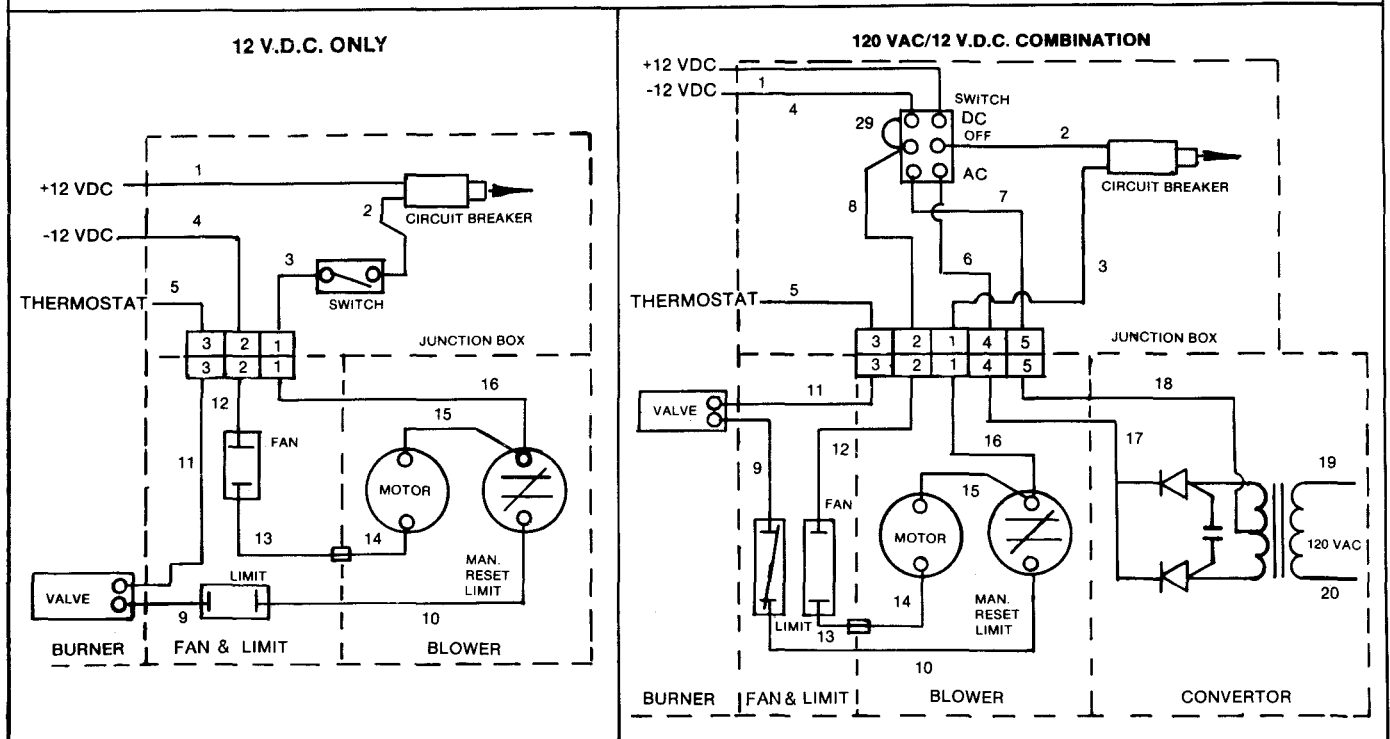 12 V.D.C. ONLY
+12 VDC
1
-12 VDC
4
2
CIRCUIT BREAKER
3
SWITCH
THERMOSTAT
5
3 2 1
3 2 1
JUNCTION BOX
16
12
15
FAN
11
MOTOR
13
14
MAN.
RESET
LIMIT
LIMIT
VALVE
9
10
BURNER
FAN & LIMIT
BLOWER
120 VAC/12 V.D.C. COMBINATION
+12 VDC
1
-12 VDC
4
SWITCH
DC
OFF
AC
29
2
CIRCUIT BREAKER
7
8
6
3
THERMOSTAT
5
3 2 1 4 5
3 2 1 4 5
JUNCTION BOX
11
VALVE
18
12
16
17
9
15
19
FAN
MOTOR
120 VAC
14
MAN.
RESET
LIMIT
20
LIMIT
13
10
BURNER
FAN & LIMIT
BLOWER
CONVERTOR